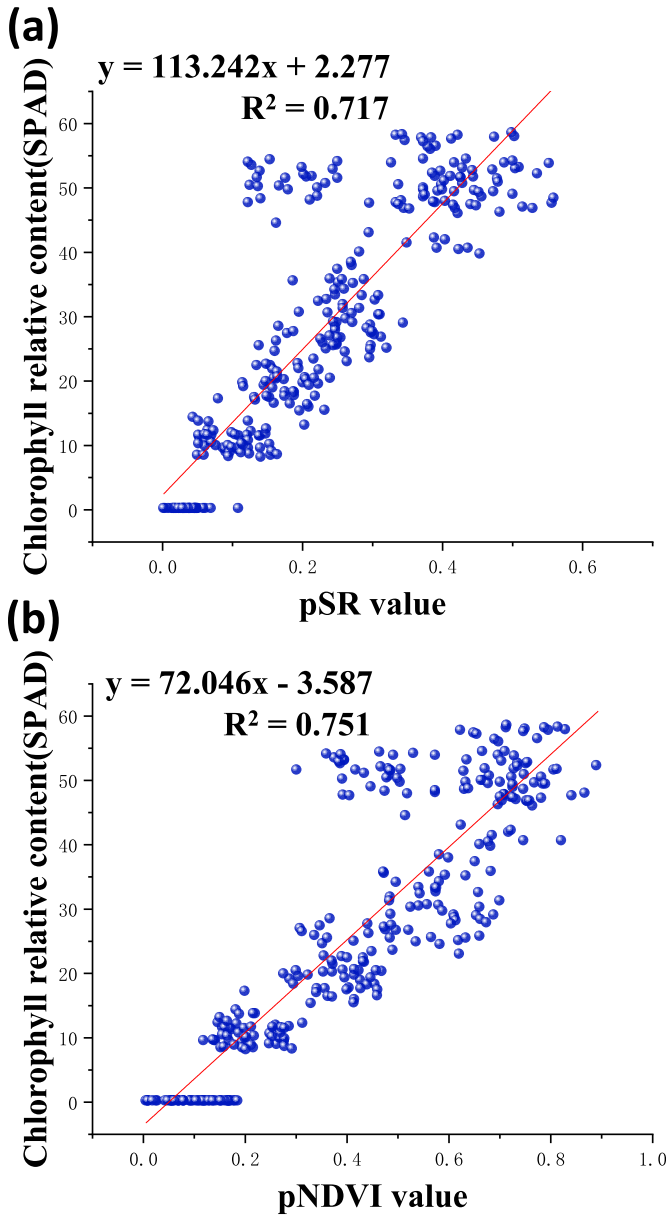 (a)
y = 113.242x + 2.277
R² = 0.717
Chlorophyll relative content(SPAD)
60
50
40
30
20
10
0
0.0 0.2 0.4 0.6
pSR value
(b)
y = 72.046x - 3.587
R² = 0.751
Chlorophyll relative content(SPAD)
60
50
40
30
20
10
0
0.0 0.2 0.4 0.6 0.8 1.0
pNDVI value